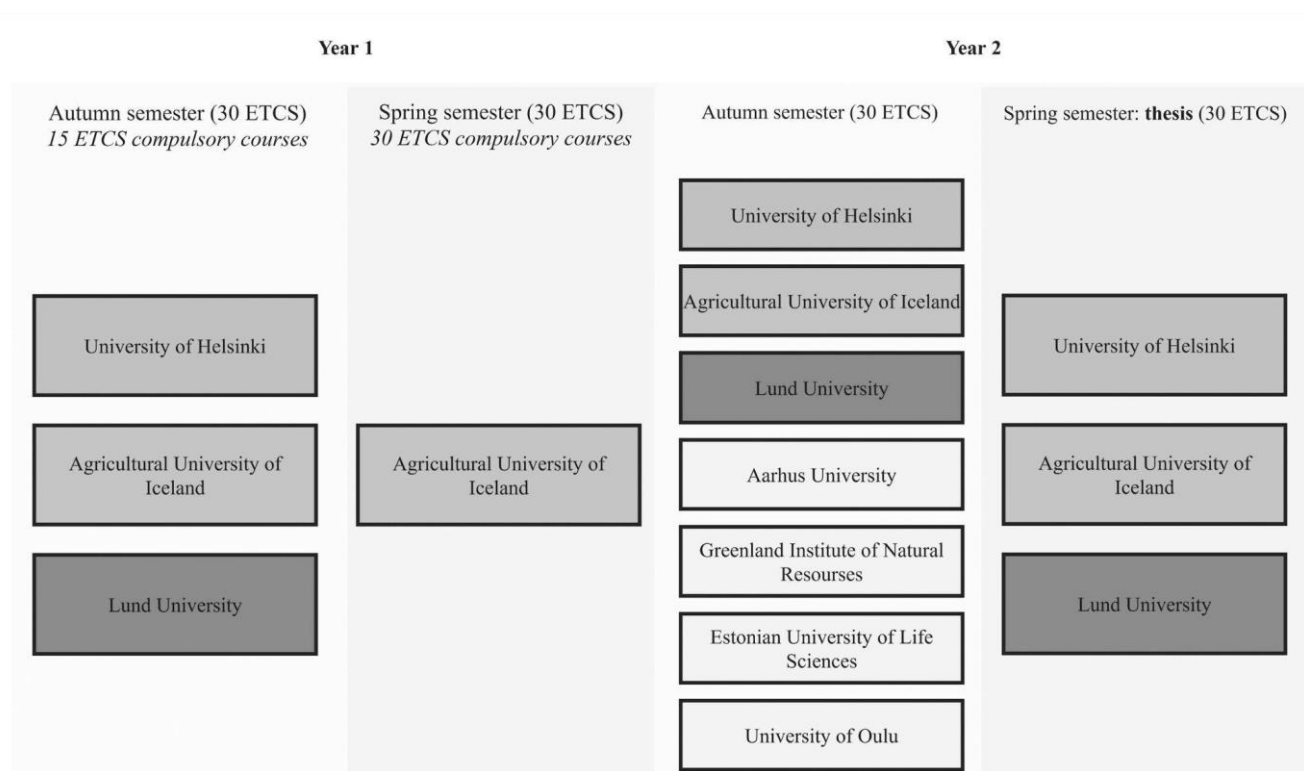 Year 1
Year 2
Autumn semester (30 ETCS)
15 ETCS compulsory courses
Spring semester (30 ETCS)
30 ETCS compulsory courses
Autumn semester (30 ETCS)
Spring semester: thesis (30 ETCS)
University of Helsinki
Agricultural University of
Iceland
Lund University
Agricultural University of
Iceland
University of Helsinki
Agricultural University of Iceland
Lund University
Aarhus University
Greenland Institute of Natural
Resourses
Estonian University of Life
Sciences
University of Oulu
University of Helsinki
Agricultural University of
Iceland
Lund University